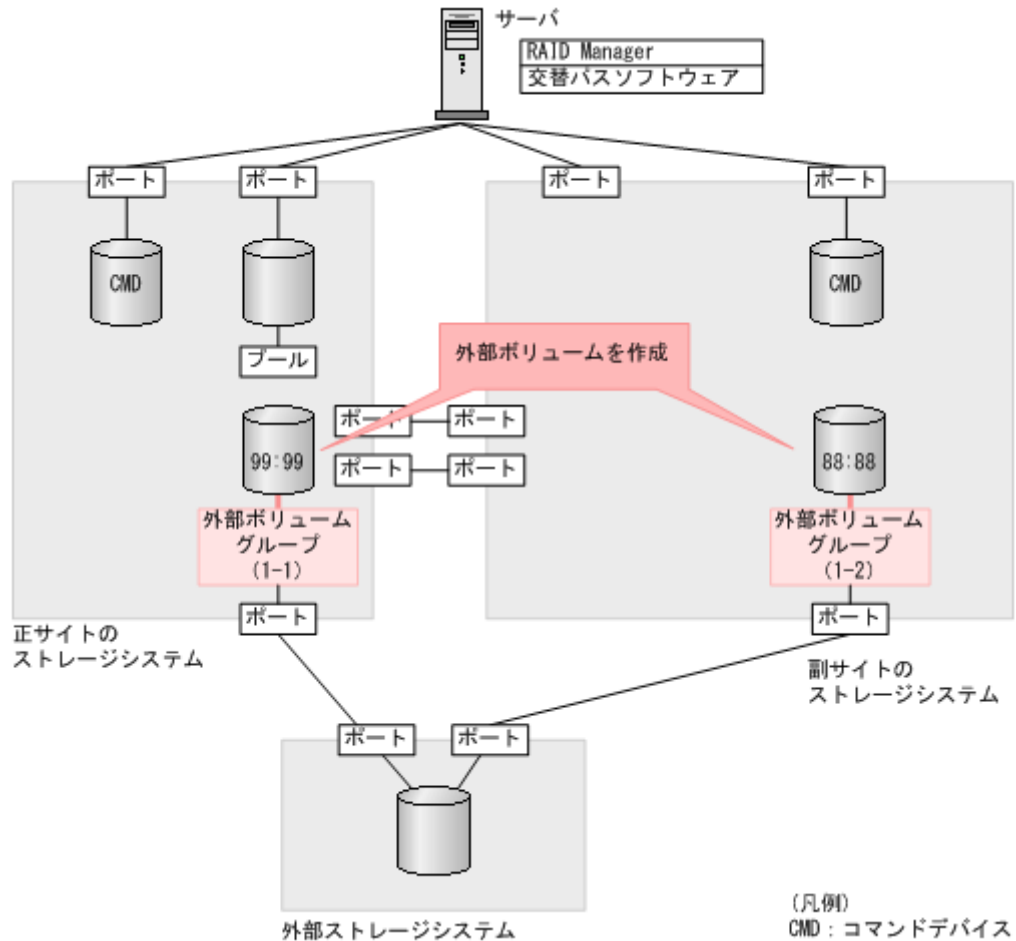 サーバ
RAID Manager
交替パスソフトウェア
ポート
ポート
ポート
ポート
CMD
CMD
プール
外部ボリュームを作成
ポート
ポート
99:99
88:88
ポート
ポート
外部ボリューム
グループ
(1-1)
外部ボリューム
グループ
(1-2)
ポート
ポート
正サイトの
ストレージシステム
副サイトの
ストレージシステム
ポート
ポート
外部ストレージシステム
(凡例)
CMD:コマンドデバイス